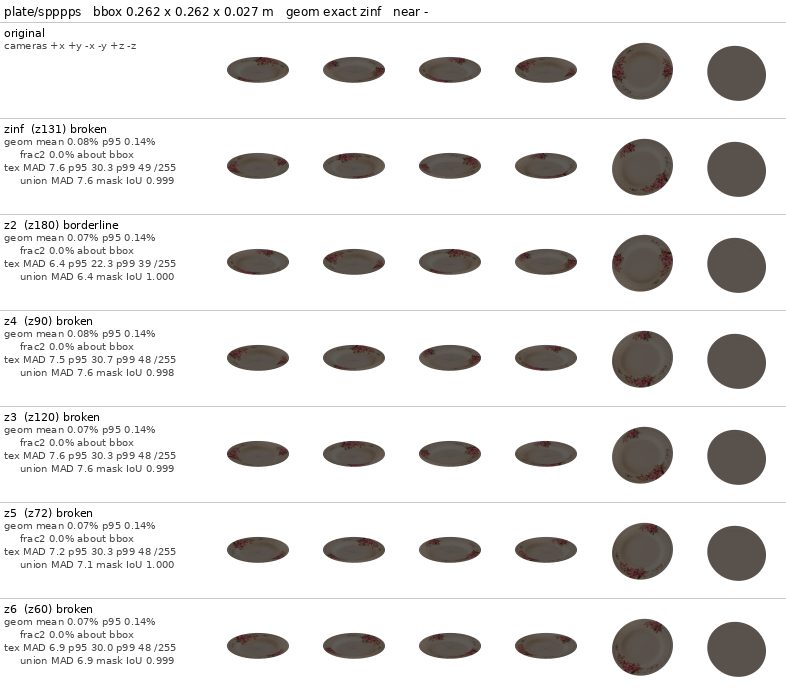 plate/spppps bbox 0.262 x 0.262 x 0.027 m geom exact zinf near -
original
cameras +x +y -x -y +z -z
zinf (z131) broken
geom mean 0.08% p95 0.14%
frac2 0.0% about bbox
tex MAD 7.6 p95 30.3 p99 49 /255
union MAD 7.6 mask IoU 0.999
z2 (z180) borderline
geom mean 0.07% p95 0.14%
frac2 0.0% about bbox
tex MAD 6.4 p95 22.3 p99 39 /255
union MAD 6.4 mask IoU 1.000
z4 (z90) broken
geom mean 0.08% p95 0.14%
frac2 0.0% about bbox
tex MAD 7.5 p95 30.7 p99 48 /255
union MAD 7.6 mask IoU 0.998
z3 (z120) broken
geom mean 0.07% p95 0.14%
frac2 0.0% about bbox
tex MAD 7.6 p95 30.3 p99 48 /255
union MAD 7.6 mask IoU 0.999
z5 (z72) broken
geom mean 0.07% p95 0.14%
frac2 0.0% about bbox
tex MAD 7.2 p95 30.3 p99 48 /255
union MAD 7.1 mask IoU 1.000
z6 (z60) broken
geom mean 0.07% p95 0.14%
frac2 0.0% about bbox
tex MAD 6.9 p95 30.0 p99 48 /255
union MAD 6.9 mask IoU 0.999